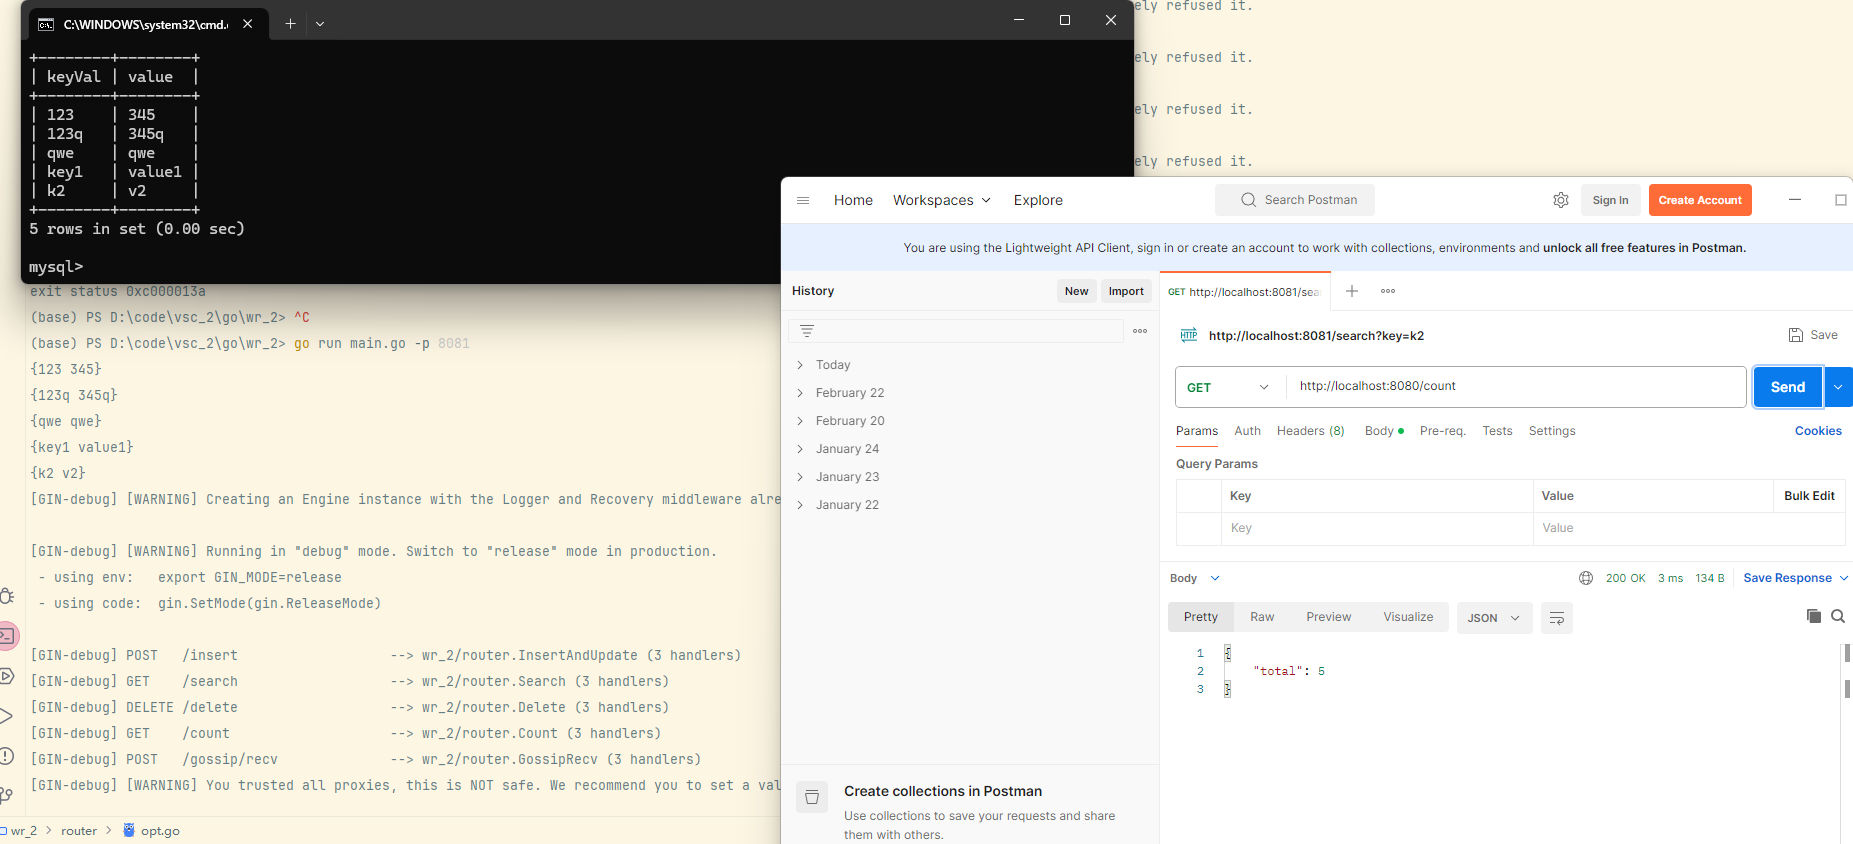 C:\WINDOWS\system32\cmd.
+--------+--------+
| keyVal | value  |
+--------+--------+
| 123    | 345    |
| 123q   | 345q   |
| qwe    | qwe    |
| key1   | value1 |
| k2     | v2     |
+--------+--------+
5 rows in set (0.00 sec)
mysql>
ely refused it.
ely refused it.
ely refused it.
ely refused it.
exit status 0xc000013a
(base) PS D:\code\vsc_2\go\wr_2> ^C
(base) PS D:\code\vsc_2\go\wr_2> go run main.go -p 8081
{123 345}
{123q 345q}
{qwe qwe}
{key1 value1}
{k2 v2}
[GIN-debug] [WARNING] Creating an Engine instance with the Logger and Recovery middleware alre
[GIN-debug] [WARNING] Running in "debug" mode. Switch to "release" mode in production.
- using env:   export GIN_MODE=release
- using code:  gin.SetMode(gin.ReleaseMode)
[GIN-debug] POST   /insert                   --> wr_2/router.InsertAndUpdate (3 handlers)
[GIN-debug] GET    /search                   --> wr_2/router.Search (3 handlers)
[GIN-debug] DELETE /delete                   --> wr_2/router.Delete (3 handlers)
[GIN-debug] GET    /count                    --> wr_2/router.Count (3 handlers)
[GIN-debug] POST   /gossip/recv              --> wr_2/router.GossipRecv (3 handlers)
[GIN-debug] [WARNING] You trusted all proxies, this is NOT safe. We recommend you to set a val
wr_2 > router > opt.go
Home Workspaces Explore Search Postman Sign In Create Account
You are using the Lightweight API Client, sign in or create an account to work with collections, environments and unlock all free features in Postman.
History New Import
Today
February 22
February 20
January 24
January 23
January 22
Create collections in Postman
Use collections to save your requests and share
them with others.
GET http://localhost:8081/sea
HTTP http://localhost:8081/search?key=k2 Save
GET http://localhost:8080/count Send
Params Auth Headers (8) Body Pre-req. Tests Settings Cookies
Query Params
Key Value Bulk Edit
Key Value
Body 200 OK 3 ms 134 B Save Response
Pretty Raw Preview Visualize JSON
1 {
2 "total": 5
3 }